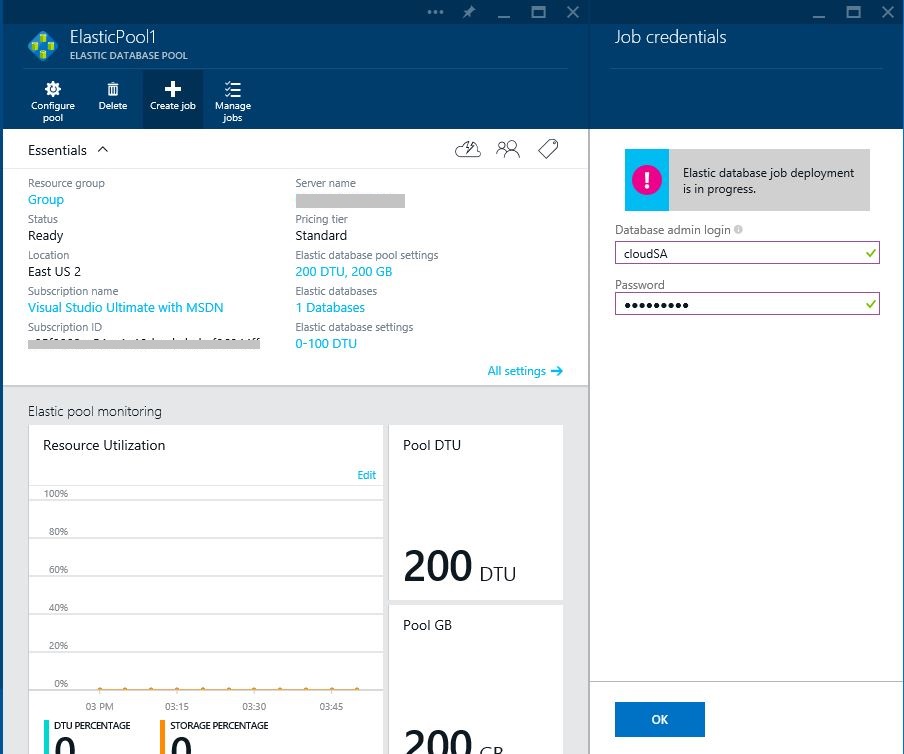 ElasticPool1
ELASTIC DATABASE POOL
Configure pool
Delete
Create job
Manage jobs
Essentials
Resource group
Group
Status
Ready
Location
East US 2
Subscription name
Visual Studio Ultimate with MSDN
Subscription ID
Server name
Pricing tier
Standard
Elastic database pool settings
200 DTU, 200 GB
Elastic databases
1 Databases
Elastic database settings
0-100 DTU
All settings →
Elastic pool monitoring
Resource Utilization
Edit
100%
80%
60%
40%
20%
0%
03 PM
03:15
03:30
03:45
DTU PERCENTAGE
0
STORAGE PERCENTAGE
0
Pool DTU
200 DTU
Pool GB
200 GB
Job credentials
!
Elastic database job deployment
is in progress.
Database admin login
cloudSA
Password
●●●●●●●●●
OK